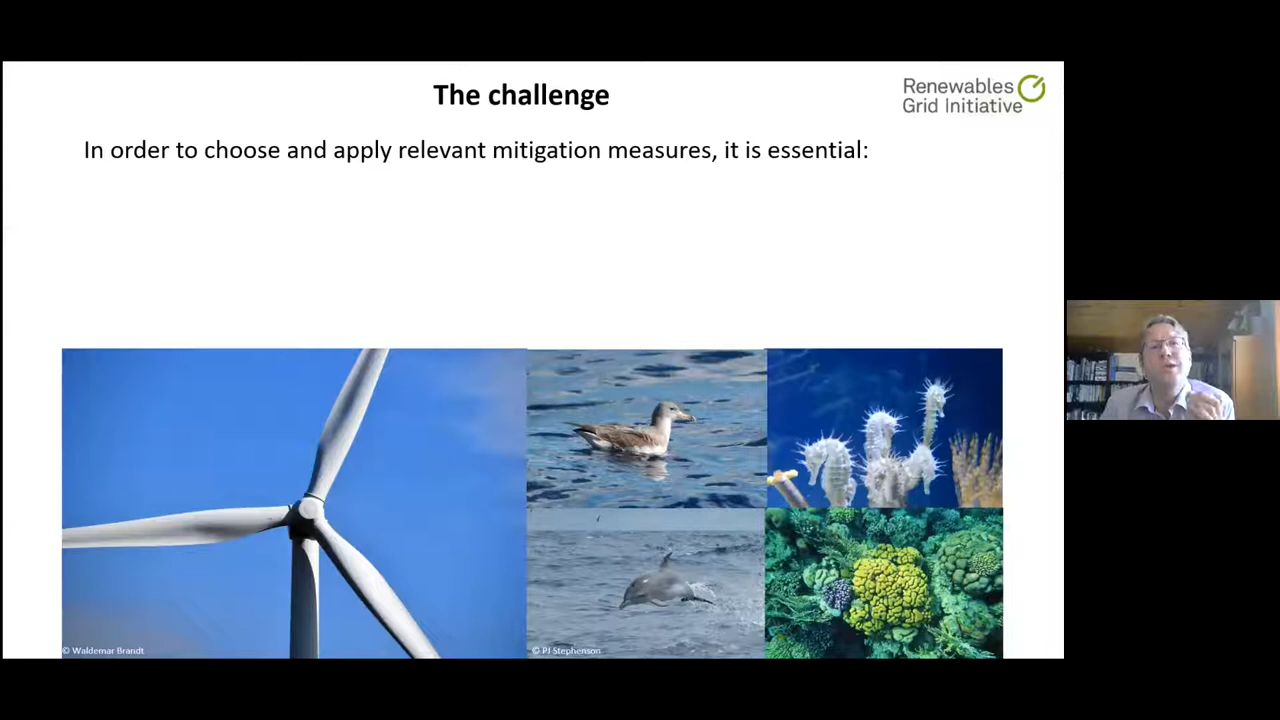 The challenge
Renewables
Grid Initiative
In order to choose and apply relevant mitigation measures, it is essential:
© Waldemar Brandt
© PJ Stephenson